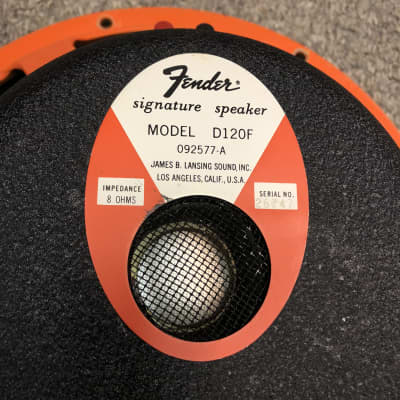 Fender®
signature speaker
MODEL D120F
092577-A
JAMES B. LANSING SOUND, INC.
LOS ANGELES, CALIF., U.S.A.
IMPEDANCE
8 OHMS
SERIAL NO.